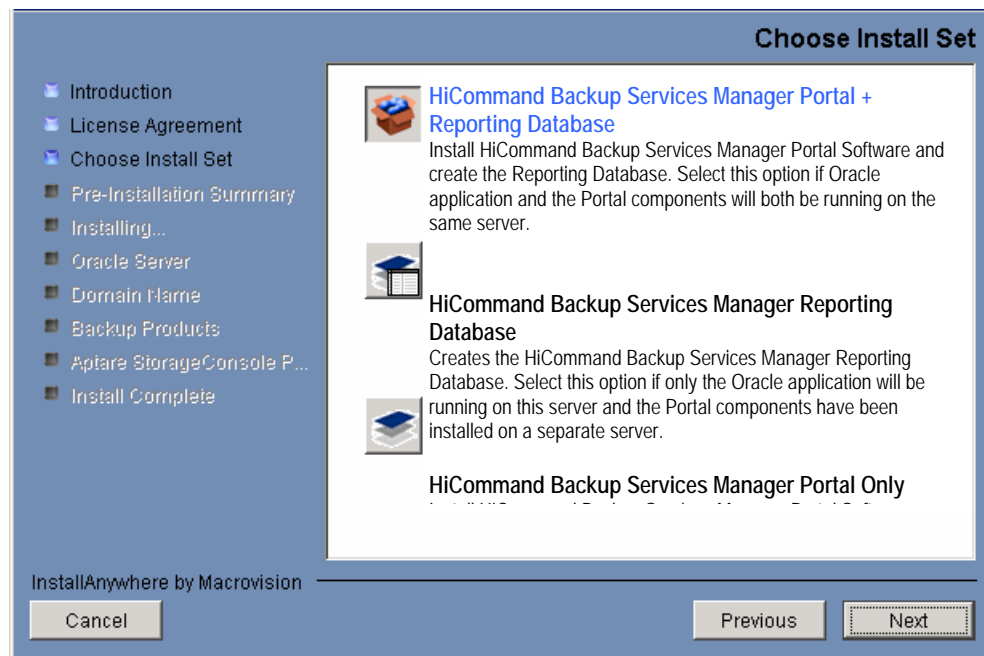 Choose Install Set
Introduction
License Agreement
Choose Install Set
Pre-Installation Summary
Installing...
Oracle Server
Domain Name
Backup Products
Aptare StorageConsole P...
Install Complete
HiCommand Backup Services Manager Portal +
Reporting Database
Install HiCommand Backup Services Manager Portal Software and
create the Reporting Database. Select this option if Oracle
application and the Portal components will both be running on the
same server.
HiCommand Backup Services Manager Reporting
Database
Creates the HiCommand Backup Services Manager Reporting
Database. Select this option if only the Oracle application will be
running on this server and the Portal components have been
installed on a separate server.
HiCommand Backup Services Manager Portal Only
InstallAnywhere by Macrovision
Cancel
Previous
Next